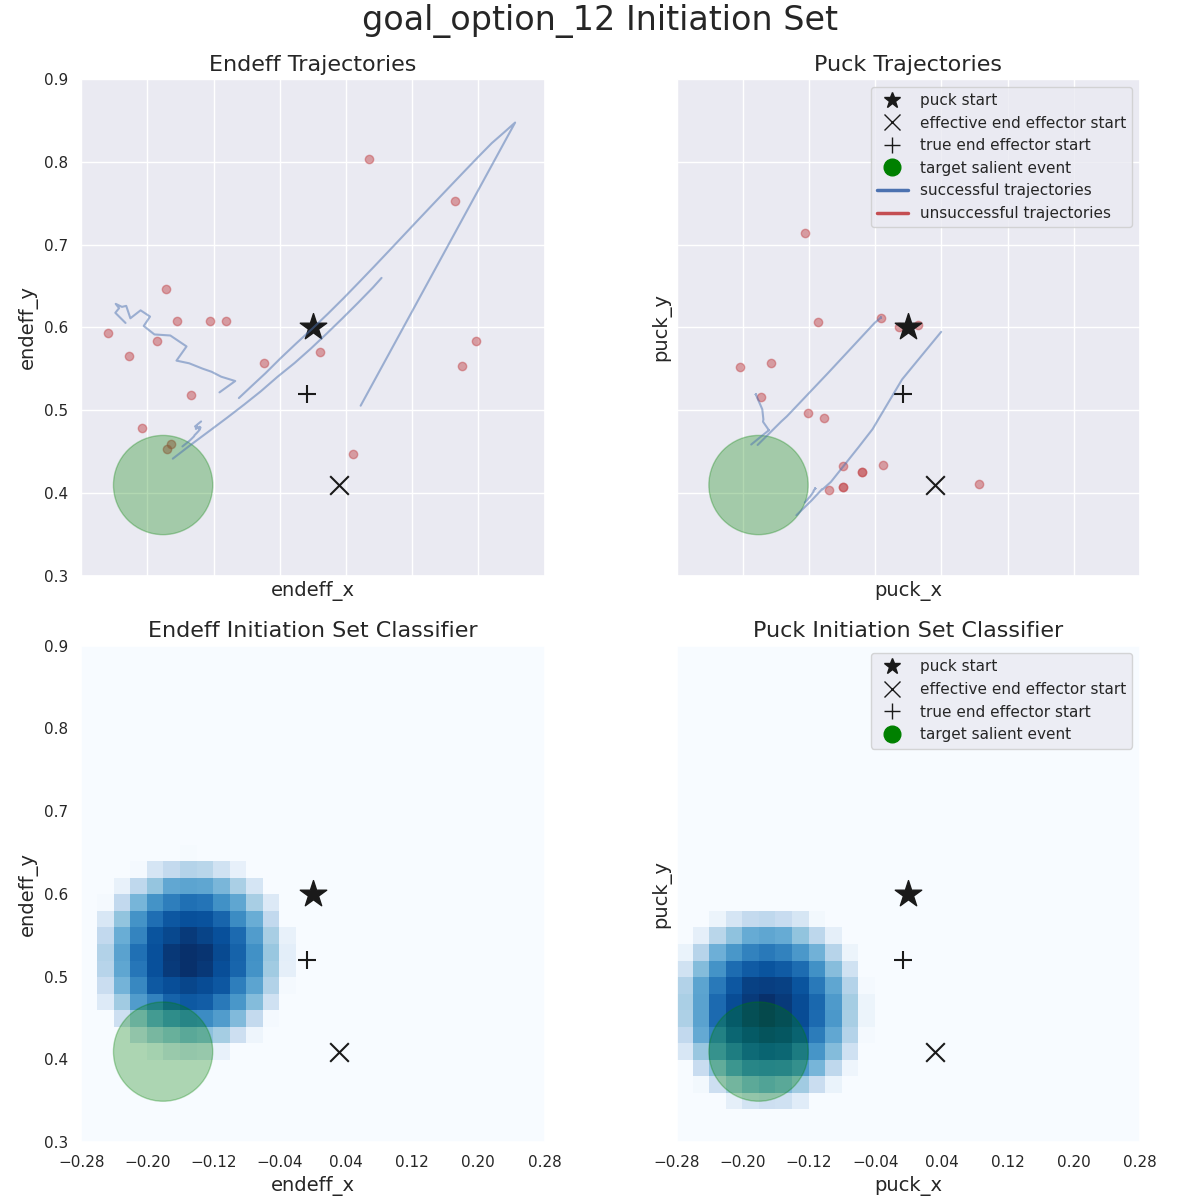 goal_option_12 Initiation Set
Endeff Trajectories
0.9
0.8
0.7
0.6
0.5
0.4
0.3
endeff_y
endeff_x
Puck Trajectories
puck start
effective end effector start
true end effector start
target salient event
successful trajectories
unsuccessful trajectories
puck_y
puck_x
Endeff Initiation Set Classifier
0.9
0.8
0.7
0.6
0.5
0.4
0.3
endeff_y
−0.28 −0.20 −0.12 −0.04 0.04 0.12 0.20 0.28
endeff_x
Puck Initiation Set Classifier
puck start
effective end effector start
true end effector start
target salient event
puck_y
−0.28 −0.20 −0.12 −0.04 0.04 0.12 0.20 0.28
puck_x